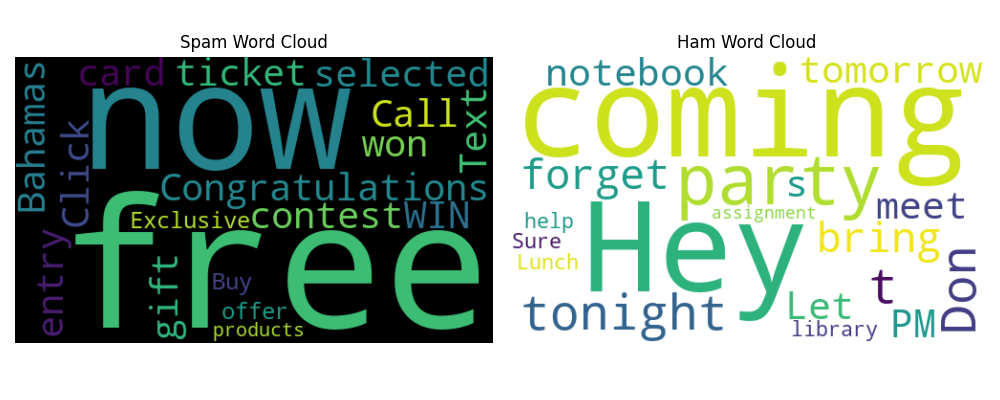 Spam Word Cloud
Bahamas
card
ticket
selected
now
Call
Text
won
Click
Congratulations
Exclusive
contest
WIN
free
entry
gift
Buy
offer
products
Ham Word Cloud
notebook
tomorrow
coming
forget
party
s
assignment
meet
help
Sure
Lunch
Hey
bring
tonight
t
Don
Let
library
PM